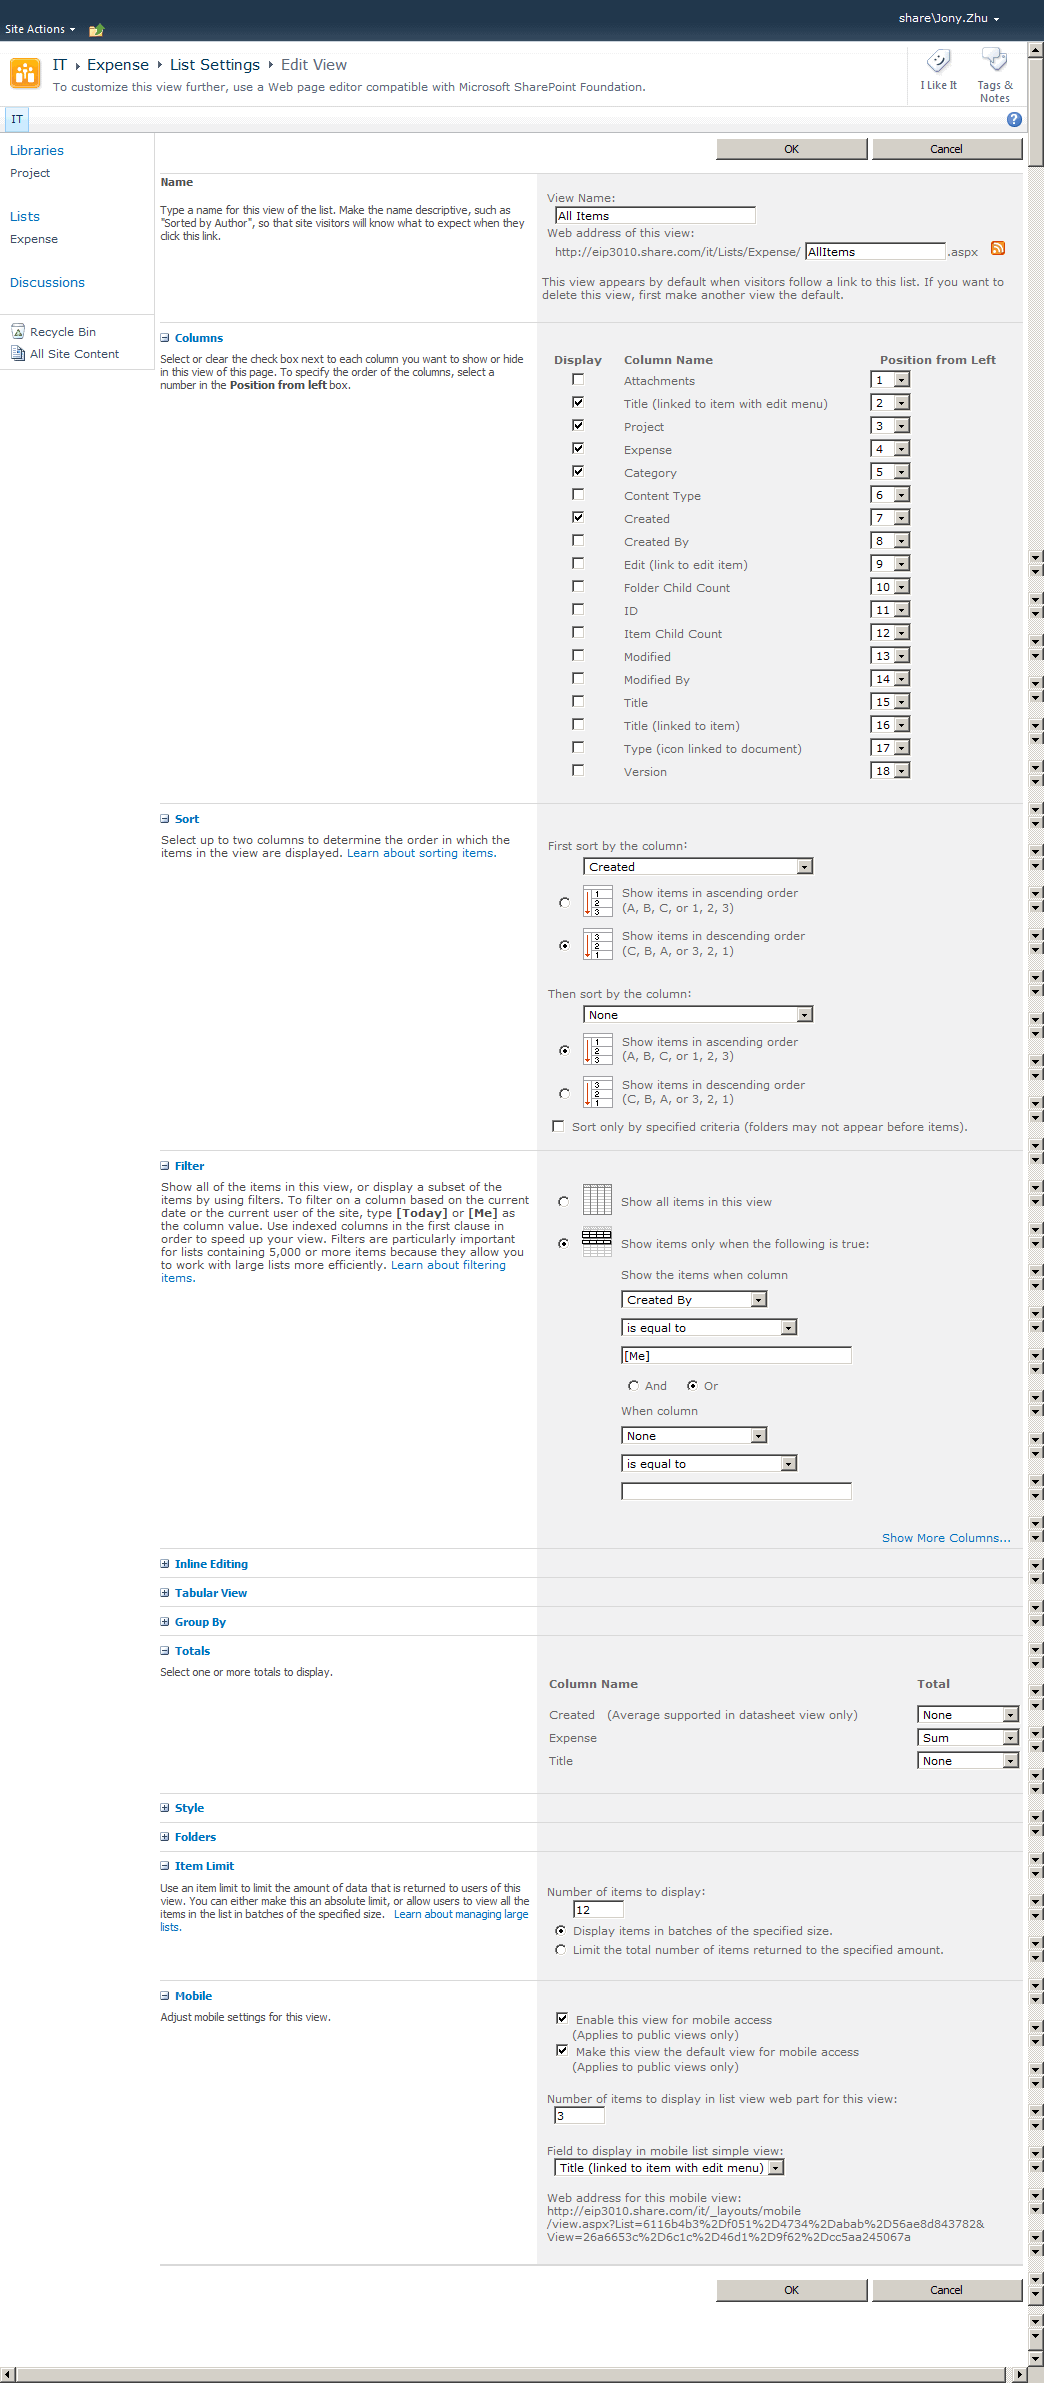 share\Jony.Zhu
Site Actions
IT Expense List Settings Edit View
To customize this view further, use a Web page editor compatible with Microsoft SharePoint Foundation.
I Like It
Tags & Notes
IT
Libraries
Project
Lists
Expense
Discussions
Recycle Bin
All Site Content
OK Cancel
Name
Type a name for this view of the list. Make the name descriptive, such as
"Sorted by Author", so that site visitors will know what to expect when they
click this link.
View Name:
All Items
Web address of this view:
http://eip3010.share.com/it/Lists/Expense/ AllItems .aspx
This view appears by default when visitors follow a link to this list. If you want to
delete this view, first make another view the default.
Columns
Select or clear the check box next to each column you want to show or hide
in this view of this page. To specify the order of the columns, select a
number in the Position from left box.
Display Column Name Position from Left
Attachments 1
Title (linked to item with edit menu) 2
Project 3
Expense 4
Category 5
Content Type 6
Created 7
Created By 8
Edit (link to edit item) 9
Folder Child Count 10
ID 11
Item Child Count 12
Modified 13
Modified By 14
Title 15
Title (linked to item) 16
Type (icon linked to document) 17
Version 18
Sort
Select up to two columns to determine the order in which the
items in the view are displayed. Learn about sorting items.
First sort by the column:
Created
Show items in ascending order
(A, B, C, or 1, 2, 3)
Show items in descending order
(C, B, A, or 3, 2, 1)
Then sort by the column:
None
Show items in ascending order
(A, B, C, or 1, 2, 3)
Show items in descending order
(C, B, A, or 3, 2, 1)
Sort only by specified criteria (folders may not appear before items).
Filter
Show all of the items in this view, or display a subset of the
items by using filters. To filter on a column based on the current
date or the current user of the site, type [Today] or [Me] as
the column value. Use indexed columns in the first clause in
order to speed up your view. Filters are particularly important
for lists containing 5,000 or more items because they allow you
to work with large lists more efficiently. Learn about filtering
items.
Show all items in this view
Show items only when the following is true:
Show the items when column
Created By
is equal to
[Me]
And Or
When column
None
is equal to
Show More Columns...
Inline Editing
Tabular View
Group By
Totals
Select one or more totals to display.
Column Name Total
Created (Average supported in datasheet view only) None
Expense Sum
Title None
Style
Folders
Item Limit
Use an item limit to limit the amount of data that is returned to users of this
view. You can either make this an absolute limit, or allow users to view all the
items in the list in batches of the specified size. Learn about managing large
lists.
Number of items to display:
12
Display items in batches of the specified size.
Limit the total number of items returned to the specified amount.
Mobile
Adjust mobile settings for this view.
Enable this view for mobile access
(Applies to public views only)
Make this view the default view for mobile access
(Applies to public views only)
Number of items to display in list view web part for this view:
3
Field to display in mobile list simple view:
Title (linked to item with edit menu)
Web address for this mobile view:
http://eip3010.share.com/it/_layouts/mobile
/view.aspx?List=6116b4b3%2Df051%2D4734%2Dabab%2D56ae8d843782&
View=26a6653c%2D6c1c%2D46d1%2D9f62%2Dcc5aa245067a
OK Cancel